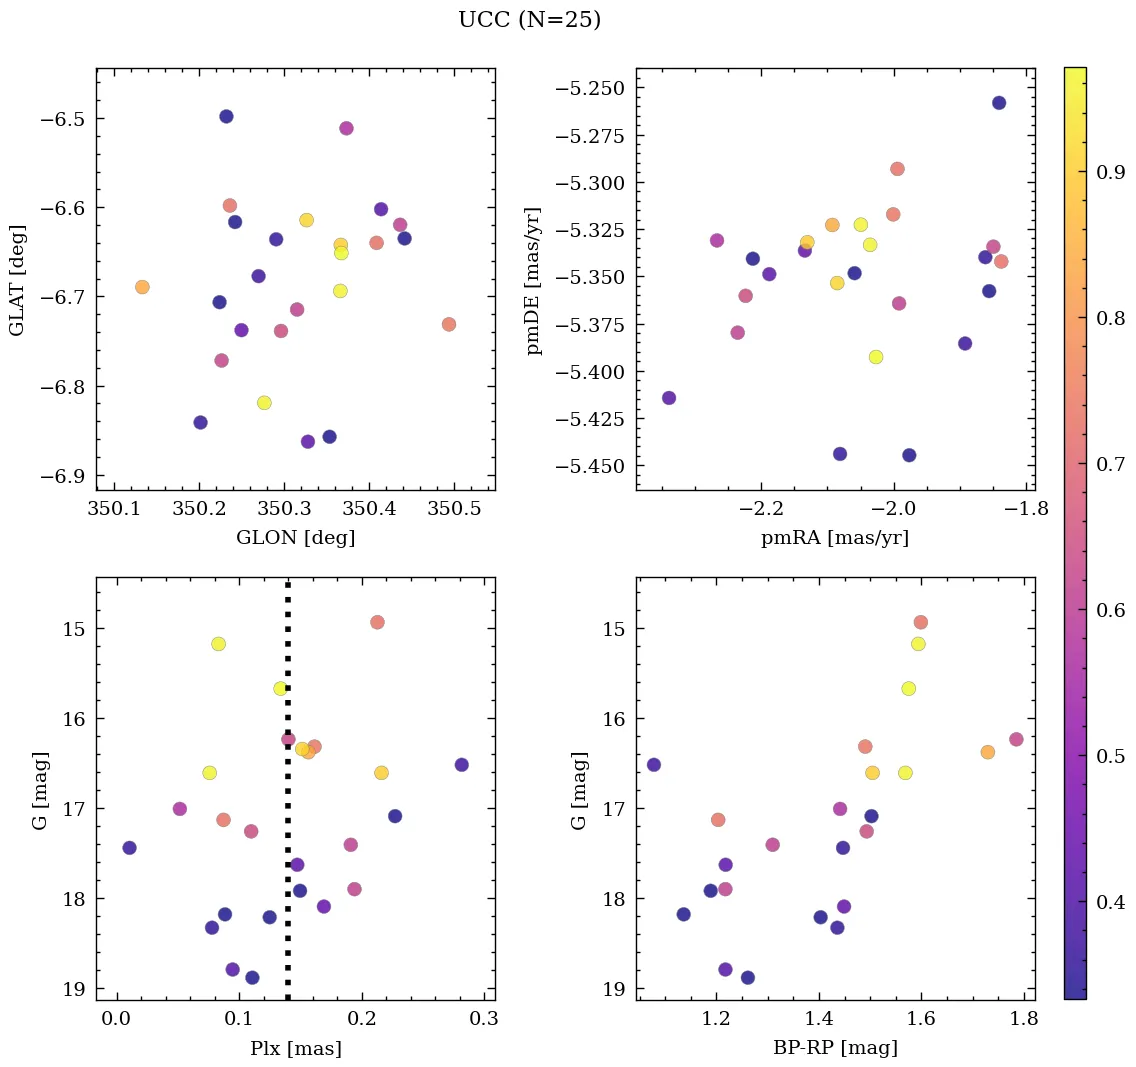 UCC (N=25)
−6.5
−6.6
−6.7
−6.8
−6.9
GLAT [deg]
350.1 350.2 350.3 350.4 350.5
GLON [deg]
−5.250
−5.275
−5.300
−5.325
−5.350
−5.375
−5.400
−5.425
−5.450
pmDE [mas/yr]
−2.2 −2.0 −1.8
pmRA [mas/yr]
15
16
17
18
19
G [mag]
0.0 0.1 0.2 0.3
Plx [mas]
15
16
17
18
19
G [mag]
1.2 1.4 1.6 1.8
BP-RP [mag]
0.9
0.8
0.7
0.6
0.5
0.4